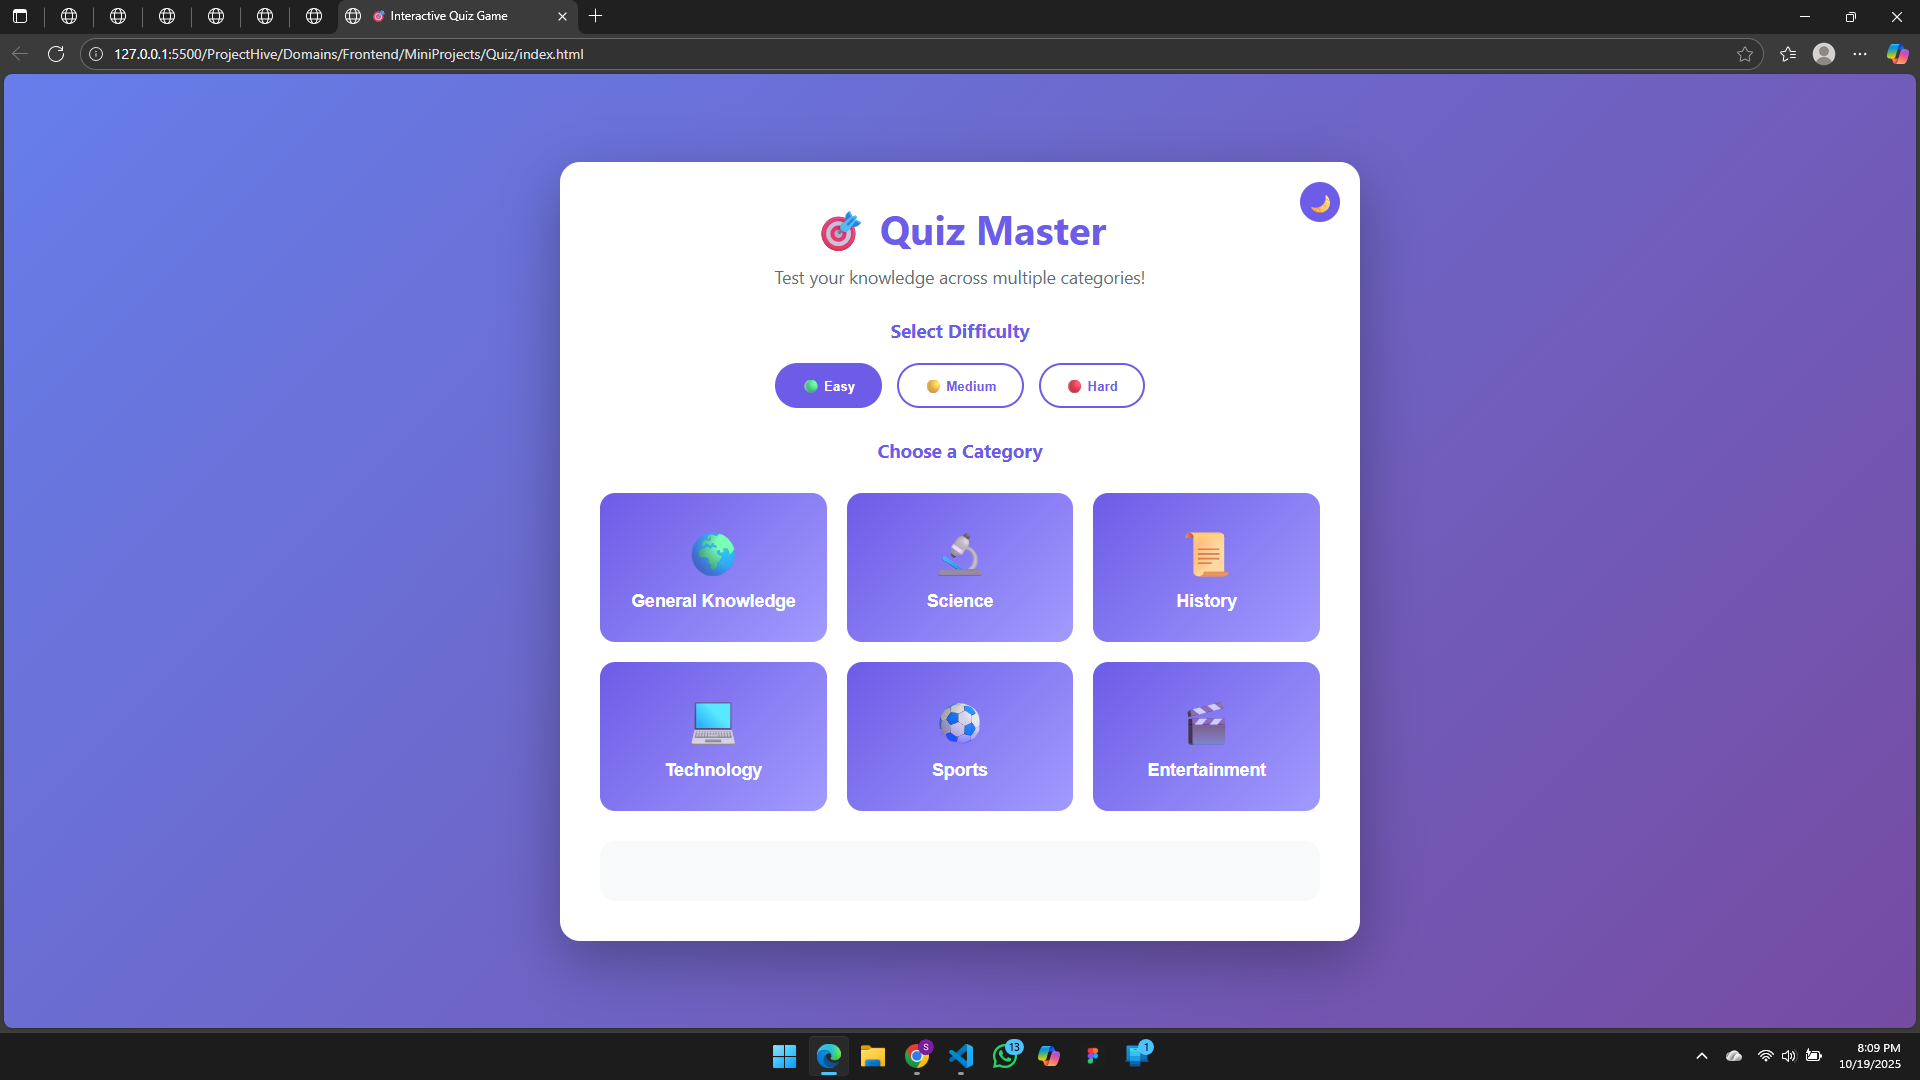 Interactive Quiz Game
127.0.0.1:5500/ProjectHive/Domains/Frontend/MiniProjects/Quiz/index.html
Quiz Master
Test your knowledge across multiple categories!
Select Difficulty
Easy Medium Hard
Choose a Category
General Knowledge Science History
Technology Sports Entertainment
S 13 1
8:09 PM
10/19/2025